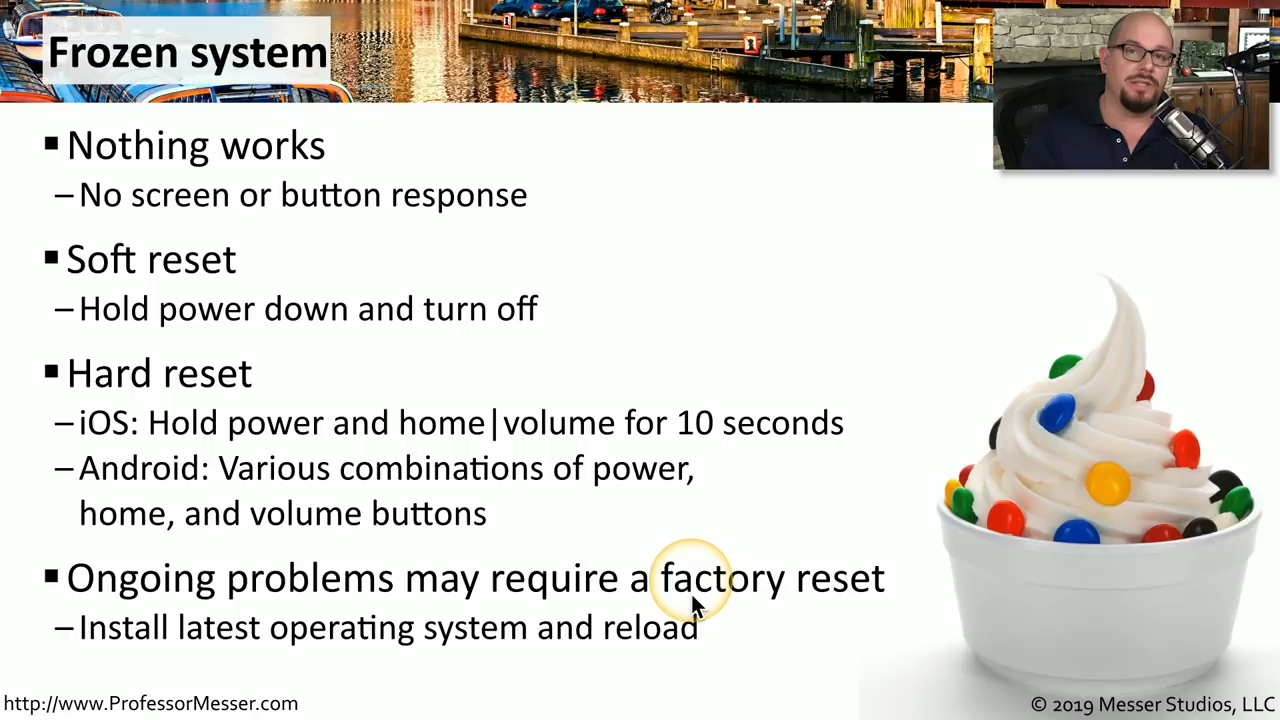 Frozen system
▪ Nothing works
– No screen or button response
▪ Soft reset
– Hold power down and turn off
▪ Hard reset
– iOS: Hold power and home|volume for 10 seconds
– Android: Various combinations of power,
home, and volume buttons
▪ Ongoing problems may require a factory reset
– Install latest operating system and reload
http://www.ProfessorMesser.com
© 2019 Messer Studios, LLC